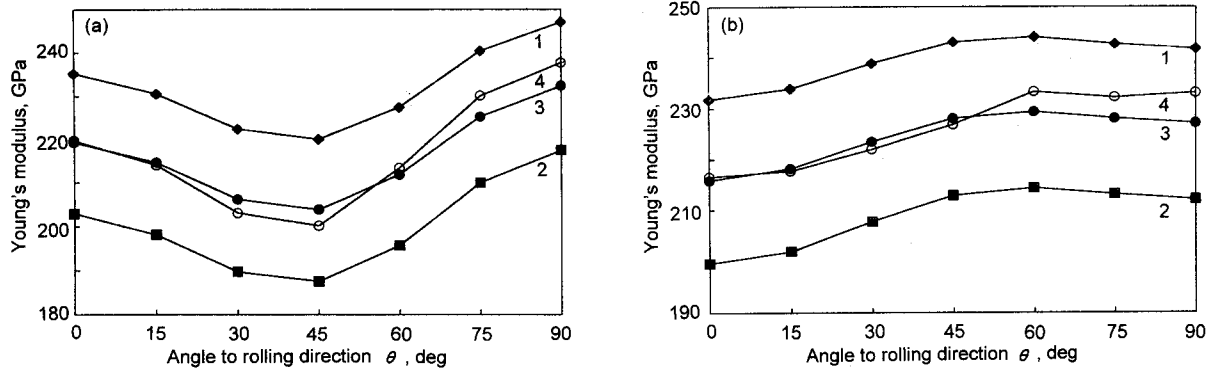 (a)
Young's modulus, GPa
240
220
200
180
1
4
3
2
0 15 30 45 60 75 90
Angle to rolling direction θ , deg
(b)
Young's modulus, GPa
250
230
210
190
1
4
3
2
0 15 30 45 60 75 90
Angle to rolling direction θ , deg